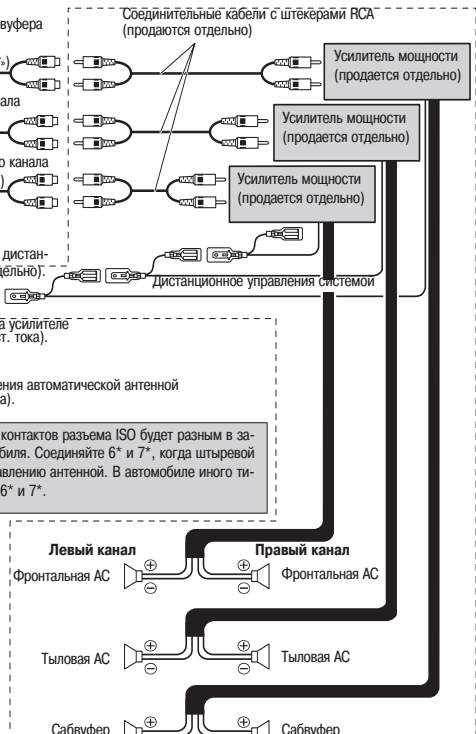 Соединительные кабели с штекерами RCA
(продаются отдельно)
Усилитель мощности
(продается отдельно)
Усилитель мощности
(продается отдельно)
Усилитель мощности
(продается отдельно)
вуфера
»)
ала
о канала
)
дистан-
дельно).
Дистанционное управления системой
а усилителе
ст. тока).
ения автоматической антенной
а).
контактов разъема ISO будет разным в за-
биля. Соединяйте 6* и 7*, когда штыревой
авлению антенной. В автомобиле иного ти-
6* и 7*.
Левый канал
Правый канал
Фронтальная АС
⊕
⊖
⊕
⊖
Фронтальная АС
Тыловая АС
⊕
⊖
⊕
⊖
Тыловая АС
Сабвуфер
⊕
⊕
Сабвуфер